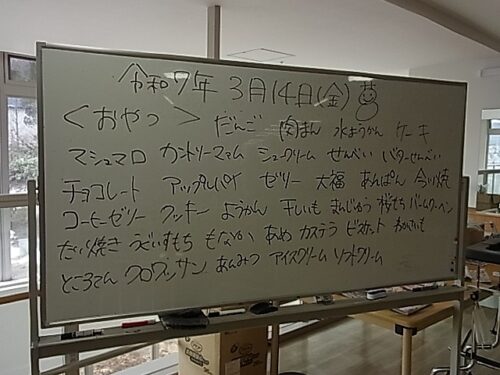 令和7年 3月14日(金)
<おやつ> だんご 肉まん 水ようかん ケーキ
マシュマロ カントリーマァム シュークリーム せんべい バターせんべい
チョコレート アップルパイ ゼリー 大福 あんぱん 今川焼
コーヒーゼリー クッキー ようかん 干しいも まんじゅう 桜もち バームクーヘン
たい焼き うぐいすもち もなか あめ カステラ ビスケット
ところてん クロワッサン あんみつ アイスクリーム ソフトクリーム